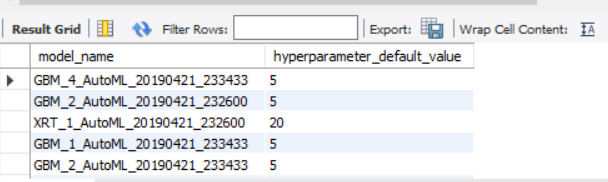 Result Grid Filter Rows: Export: Wrap Cell Content: IA
model_name hyperparameter_default_value
GBM_4_AutoML_20190421_233433 5
GBM_2_AutoML_20190421_232600 5
XRT_1_AutoML_20190421_232600 20
GBM_1_AutoML_20190421_233433 5
GBM_2_AutoML_20190421_233433 5